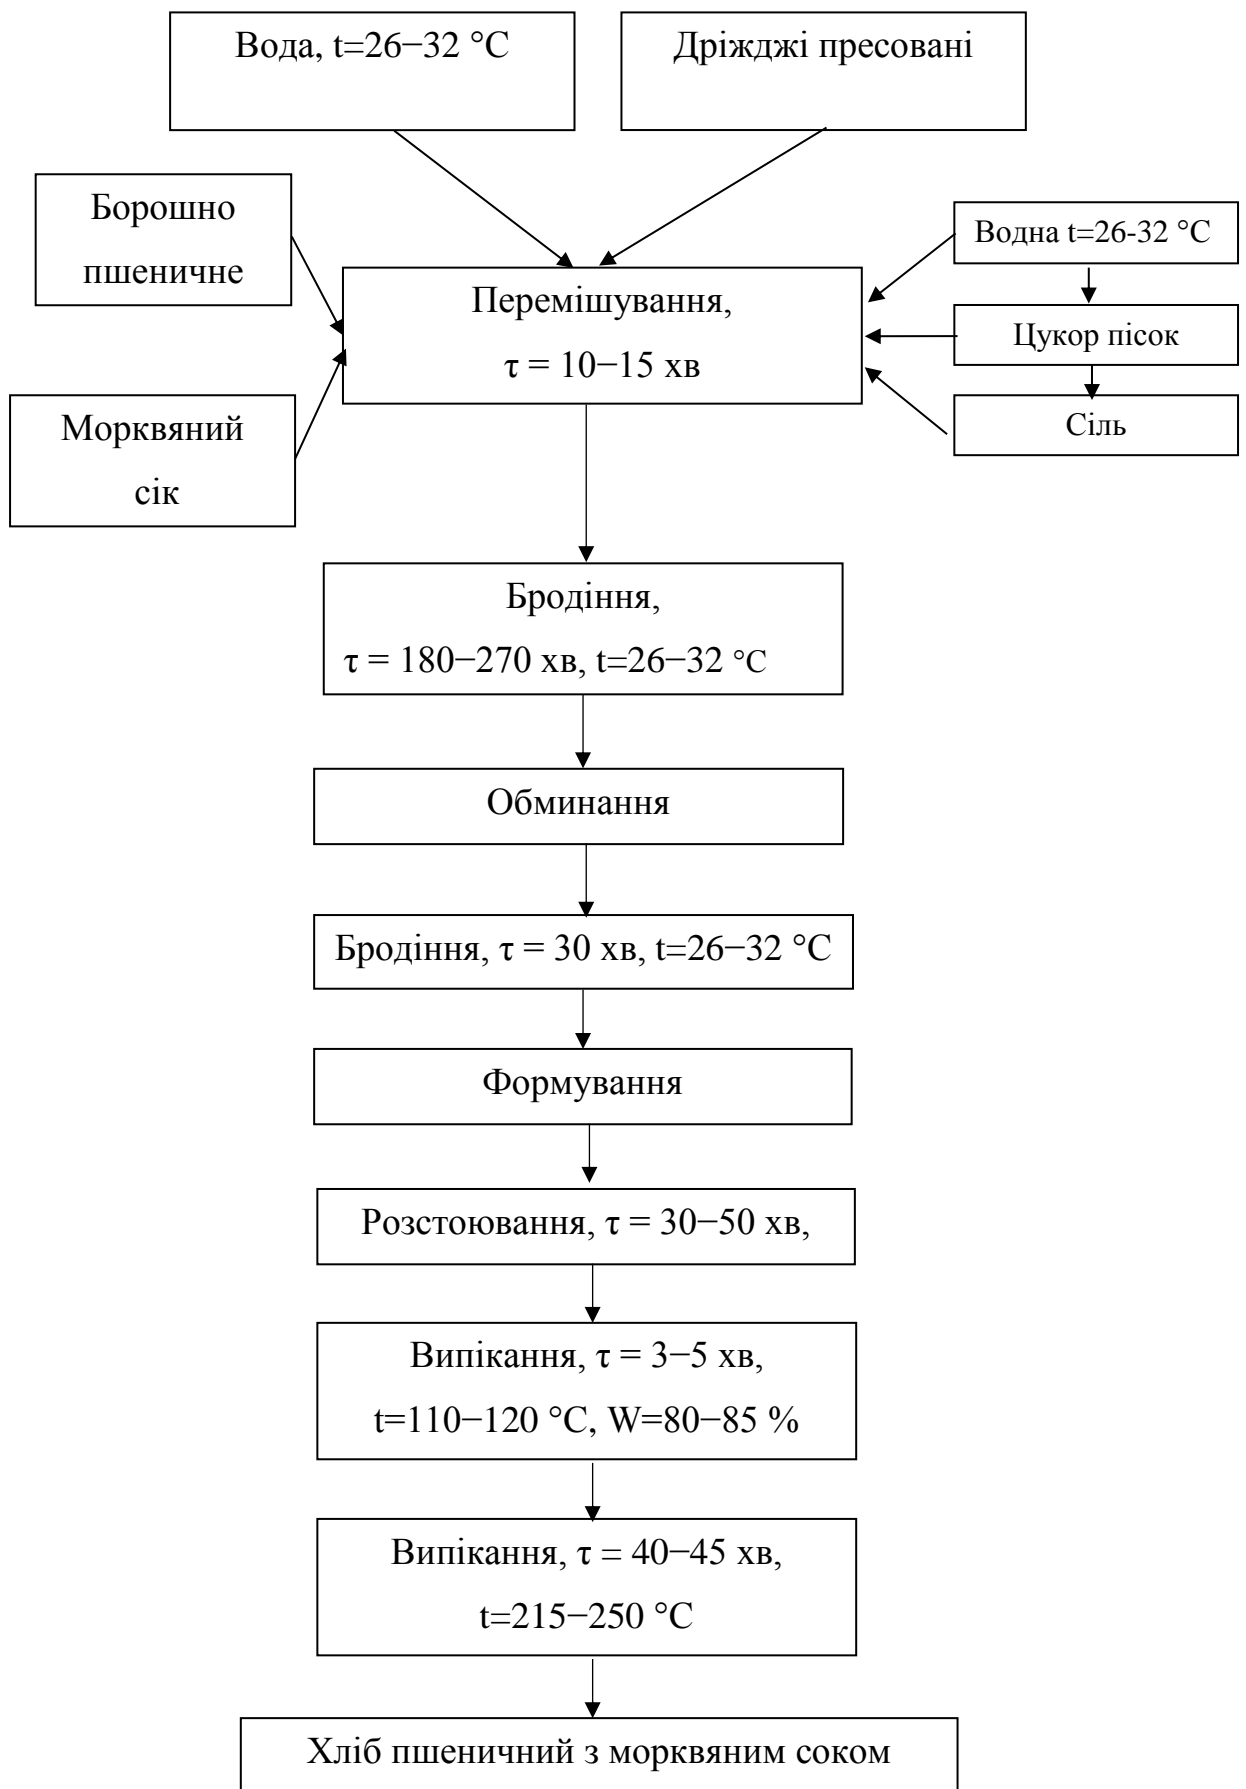 Вода, t=26−32 °C
Дріжджі пресовані
Борошно
пшеничне
Водна t=26-32 °C
Перемішування,
τ = 10−15 хв
Цукор пісок
Сіль
Морквяний
сік
Бродіння,
τ = 180−270 хв, t=26−32 °C
Обминання
Бродіння, τ = 30 хв, t=26−32 °C
Формування
Розстоювання, τ = 30−50 хв,
Випікання, τ = 3−5 хв,
t=110−120 °C, W=80−85 %
Випікання, τ = 40−45 хв,
t=215−250 °C
Хліб пшеничний з морквяним соком